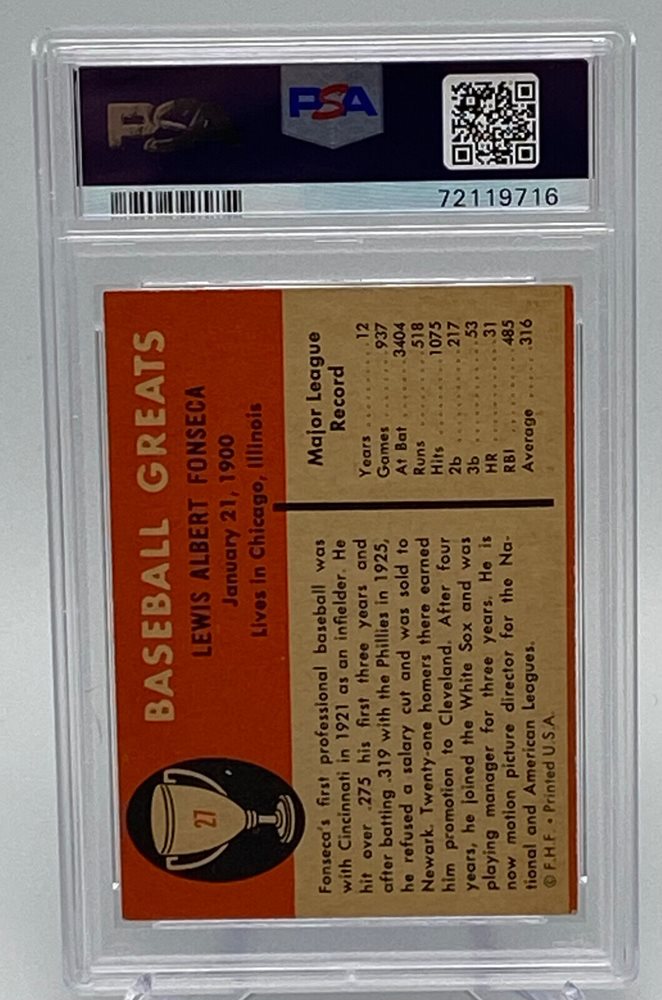 PSA
72119716
BASEBALL GREATS
LEWIS ALBERT FONSECA
January 21, 1900
Lives in Chicago, Illinois
27
Fonseca's first professional baseball was
with Cincinnati in 1921 as an infielder. He
hit over .275 his first three years and
after batting .319 with the Phillies in 1925,
he refused a salary cut and was sold to
Newark. Twenty-one homers there earned
him promotion to Cleveland. After four
years, he joined the White Sox and was
playing manager for three years. He is
now motion picture director for the Na-
tional and American Leagues.
© F.H.F. • Printed U.S.A.
Major League
Record
Years ........... 12
Games ......... 937
At Bat ......... 3404
Runs ........... 518
Hits ........... 1075
2b ............. 217
3b .............. 53
HR .............. 31
RBI ............ 485
Average ....... 316